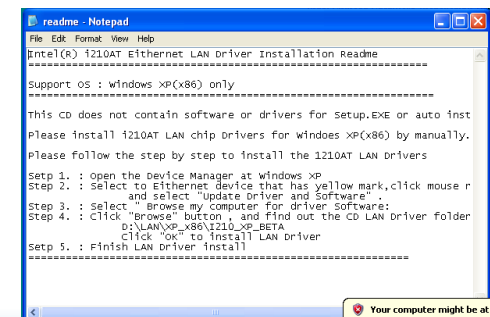 readme - Notepad
File Edit Format View Help
Intel(R) i210AT Eithernet LAN Driver Installation Readme
================================================================
Support OS : Windows XP(x86) only
================================================================
This CD does not contain software or drivers for Setup.EXE or auto inst
Please install i210AT LAN chip Drivers for Windoes XP(x86) by manually.
Please follow the step by step to install the I210AT LAN Drivers
Setp 1. : Open the Device Manager at Windows XP
Setp 2. : Select to Ethernet device that has yellow mark,click mouse r
and select "Update Driver and Software" .
Setp 3. : Select " Browse my computer for driver Software:
Setp 4. : Click "Browse" button , and find out the CD LAN Driver folder
D:\LAN\XP_x86\I210_XP_BETA
Click "OK" to install LAN Driver
Setp 5. : Finish LAN Driver install
================================================================
Your computer might be at